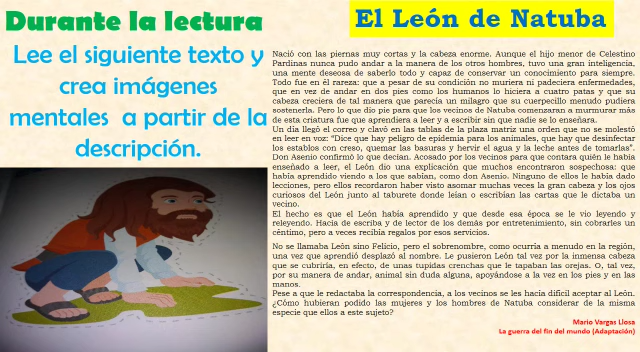 Durante la lectura
Lee el siguiente texto y
crea imágenes
mentales a partir de la
descripción.
El León de Natuba
Nació con las piernas muy cortas y la cabeza enorme. Aunque el hijo menor de Celestino
Pardinas nunca pudo andar a la manera de los otros hombres, tuvo una gran inteligencia,
una mente deseosa de saberlo todo y capaz de conservar un conocimiento para siempre.
Todo fue en él rareza: que a pesar de su condición no muriera ni padeciera enfermedades,
que en vez de andar en dos pies como los humanos lo hiciera a cuatro patas y que su
cabeza creciera de tal manera que parecía un milagro que su cuerpecillo menudo pudiera
sostenerla. Pero lo que dio pie para que los vecinos de Natuba comenzaran a murmurar más
de esta criatura fue que aprendiera a leer y a escribir sin que nadie se lo enseñara.
Un día llegó el correo y clavó en las tablas de la plaza matriz una orden que no se molestó
en leer en voz: "Dice que hay peligro de epidemia para los animales, que hay que desinfectar
los establos con creso, quemar las basuras y hervir el agua y la leche antes de tomarlas".
Don Asenio confirmó lo que decían. Acosado por los vecinos para que contara quién le había
enseñado a leer, el León dio una explicación que muchos encontraron sospechosa: que
había aprendido viendo a los que sabían, como don Asenio. Ninguno de ellos le había dado
lecciones, pero ellos recordaron haber visto asomar muchas veces la gran cabeza y los ojos
curiosos del León junto al taburete donde leían o escribían las cartas que le dictaba un
vecino.
El hecho es que el León había aprendido y que desde esa época se le vio leyendo y
releyendo. Hacía de escriba y de lector de los demás por entretenimiento, sin cobrarles un
céntimo, pero a veces recibía regalos por esos servicios.
No se llamaba León sino Felicio, pero el sobrenombre, como ocurría a menudo en la región,
una vez que aprendió desplazó al nombre. Le pusieron León tal vez por la inmensa cabeza
que se cubriría, en efecto, de unas tupidas crenchas que le tapaban las orejas. O, tal vez,
por su manera de andar, animal sin duda alguna, apoyándose a la vez en los pies y en las
manos.
Pese a que le redactaba la correspondencia, a los vecinos se les hacía difícil aceptar al León.
¿Cómo hubieran podido las mujeres y los hombres de Natuba considerar de la misma
especie que ellos a este sujeto?
Mario Vargas Llosa
La guerra del fin del mundo (Adaptación)